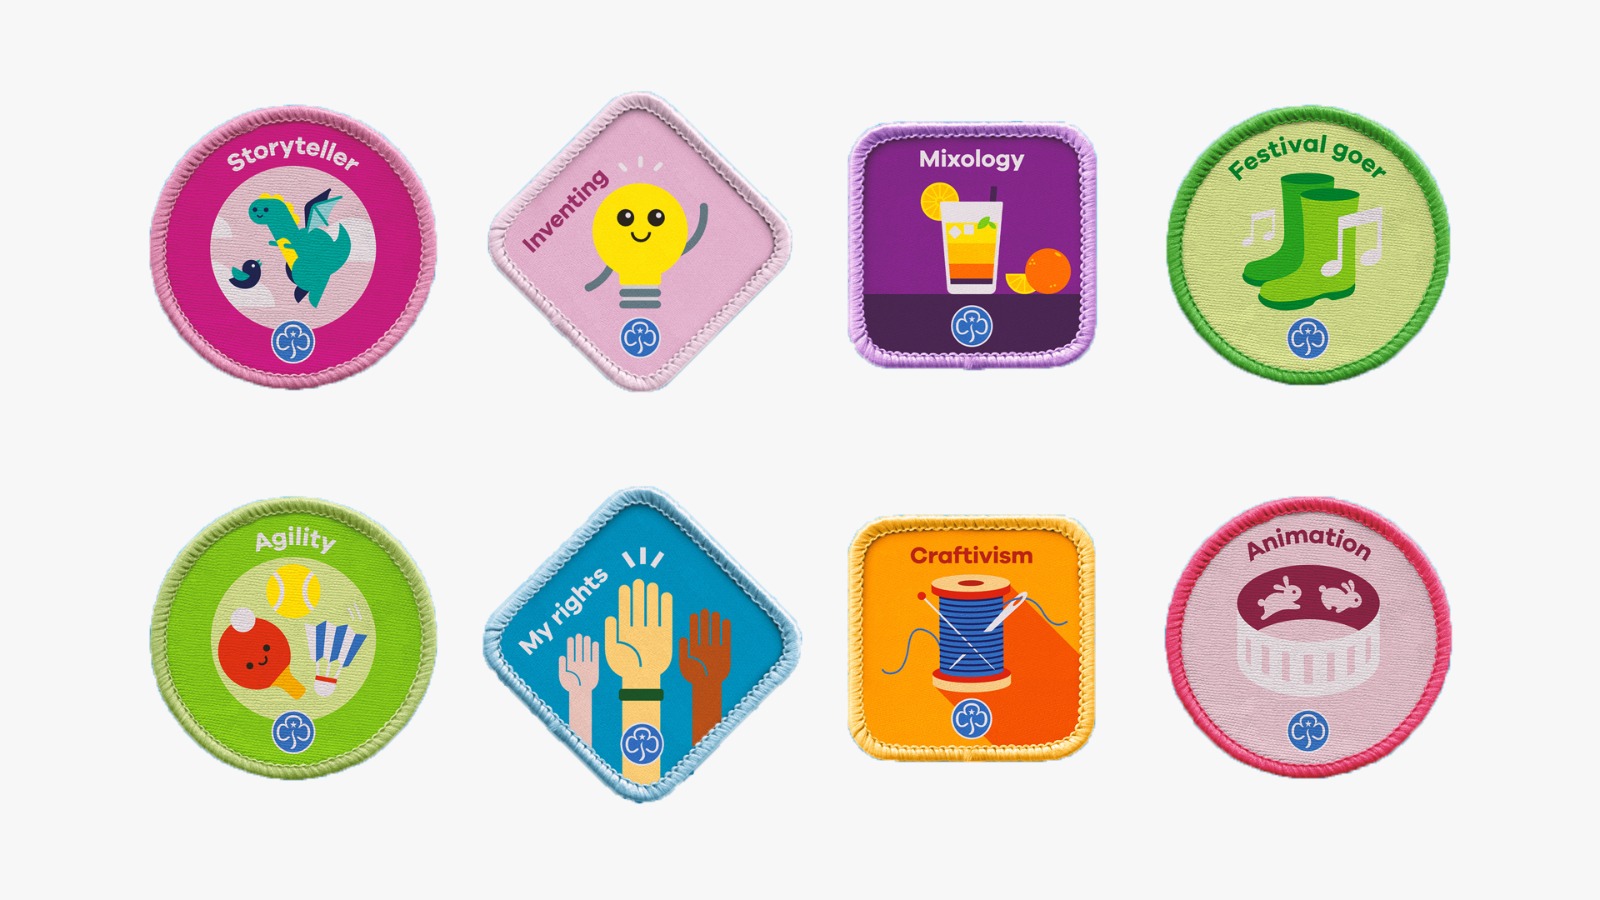 Storyteller
Inventing
Mixology
Festival goer
Agility
My rights
Craftivism
Animation